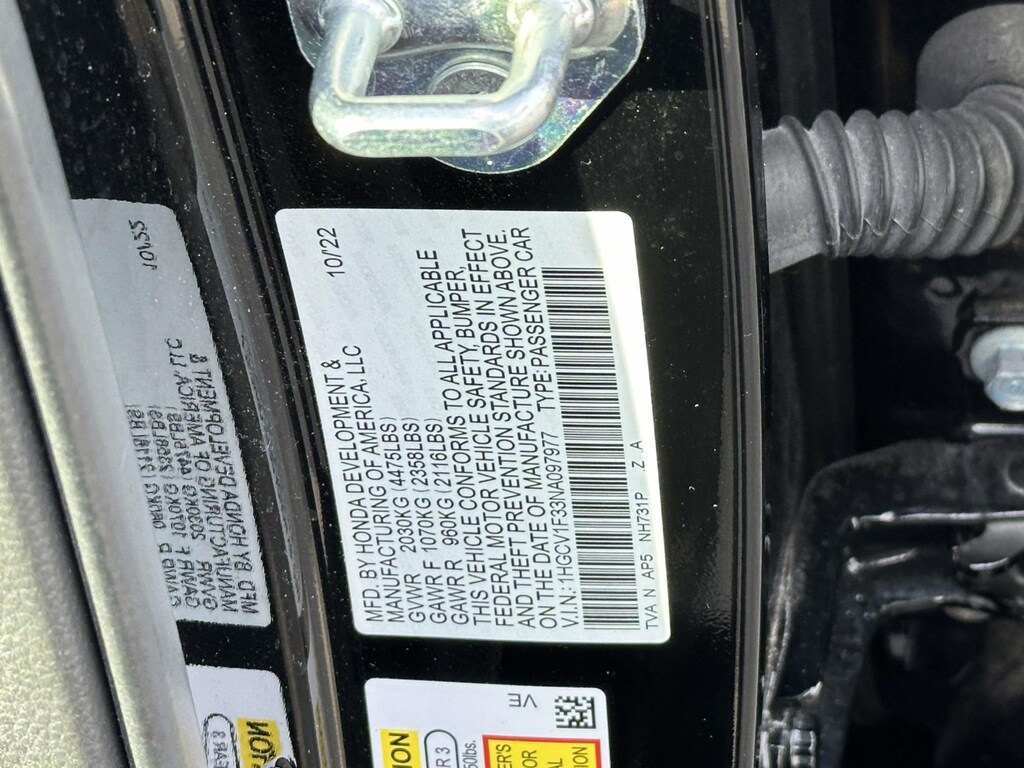 MFD. BY HONDA DEVELOPMENT & 10/22
MANUFACTURING OF AMERICA. LLC
GVWR 2030KG (4475LBS)
GAWR F 1070KG (2358LBS)
GAWR R 960KG (2116LBS)
THIS VEHICLE CONFORMS TO ALL APPLICABLE
FEDERAL MOTOR VEHICLE SAFETY, BUMPER,
AND THEFT PREVENTION STANDARDS IN EFFECT
ON THE DATE OF MANUFACTURE SHOWN ABOVE.
V.I.N.:1HGCV1F33NA097977 TYPE:PASSENGER CAR
TVA N AP5 NH731P Z A
VE